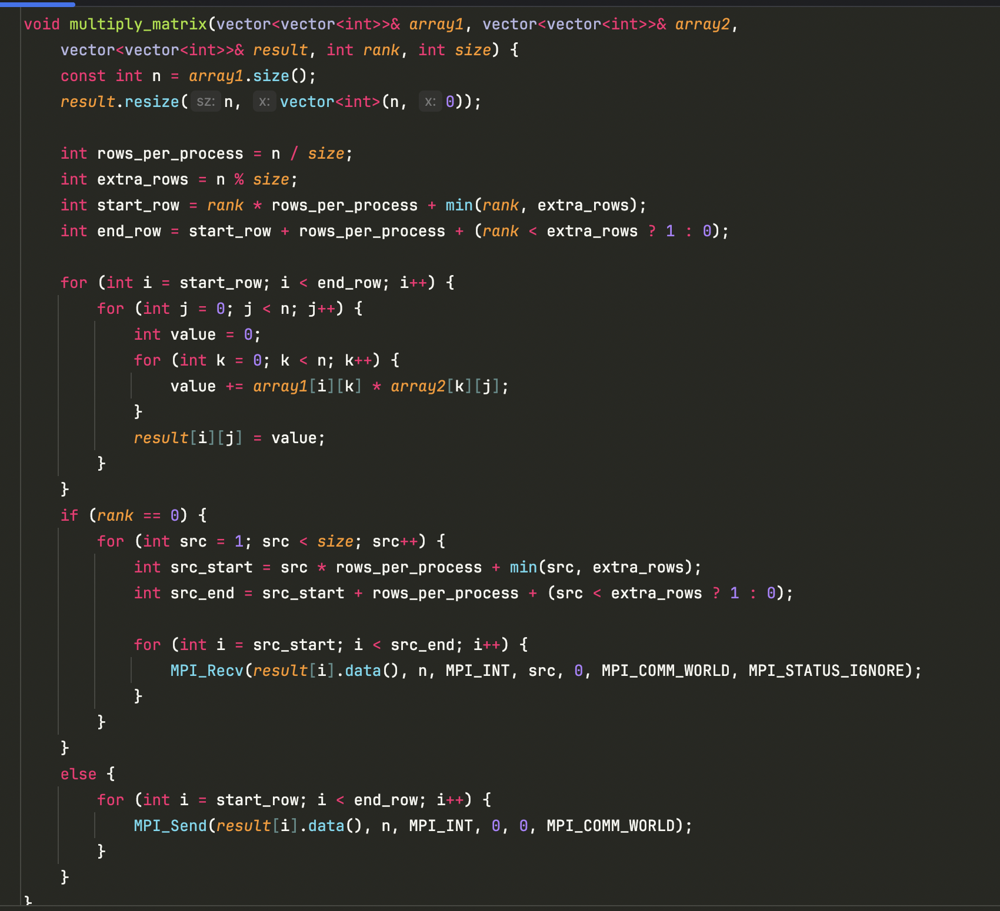 void multiply_matrix(vector<vector<int>>& array1, vector<vector<int>>& array2,
    vector<vector<int>>& result, int rank, int size) {
    const int n = array1.size();
    result.resize( sz: n,  x: vector<int>(n,  x: 0));

    int rows_per_process = n / size;
    int extra_rows = n % size;
    int start_row = rank * rows_per_process + min(rank, extra_rows);
    int end_row = start_row + rows_per_process + (rank < extra_rows ? 1 : 0);

    for (int i = start_row; i < end_row; i++) {
        for (int j = 0; j < n; j++) {
            int value = 0;
            for (int k = 0; k < n; k++) {
                value += array1[i][k] * array2[k][j];
            }
            result[i][j] = value;
        }
    }
    if (rank == 0) {
        for (int src = 1; src < size; src++) {
            int src_start = src * rows_per_process + min(src, extra_rows);
            int src_end = src_start + rows_per_process + (src < extra_rows ? 1 : 0);

            for (int i = src_start; i < src_end; i++) {
                MPI_Recv(result[i].data(), n, MPI_INT, src, 0, MPI_COMM_WORLD, MPI_STATUS_IGNORE);
            }
        }
    }
    else {
        for (int i = start_row; i < end_row; i++) {
            MPI_Send(result[i].data(), n, MPI_INT, 0, 0, MPI_COMM_WORLD);
        }
    }
}